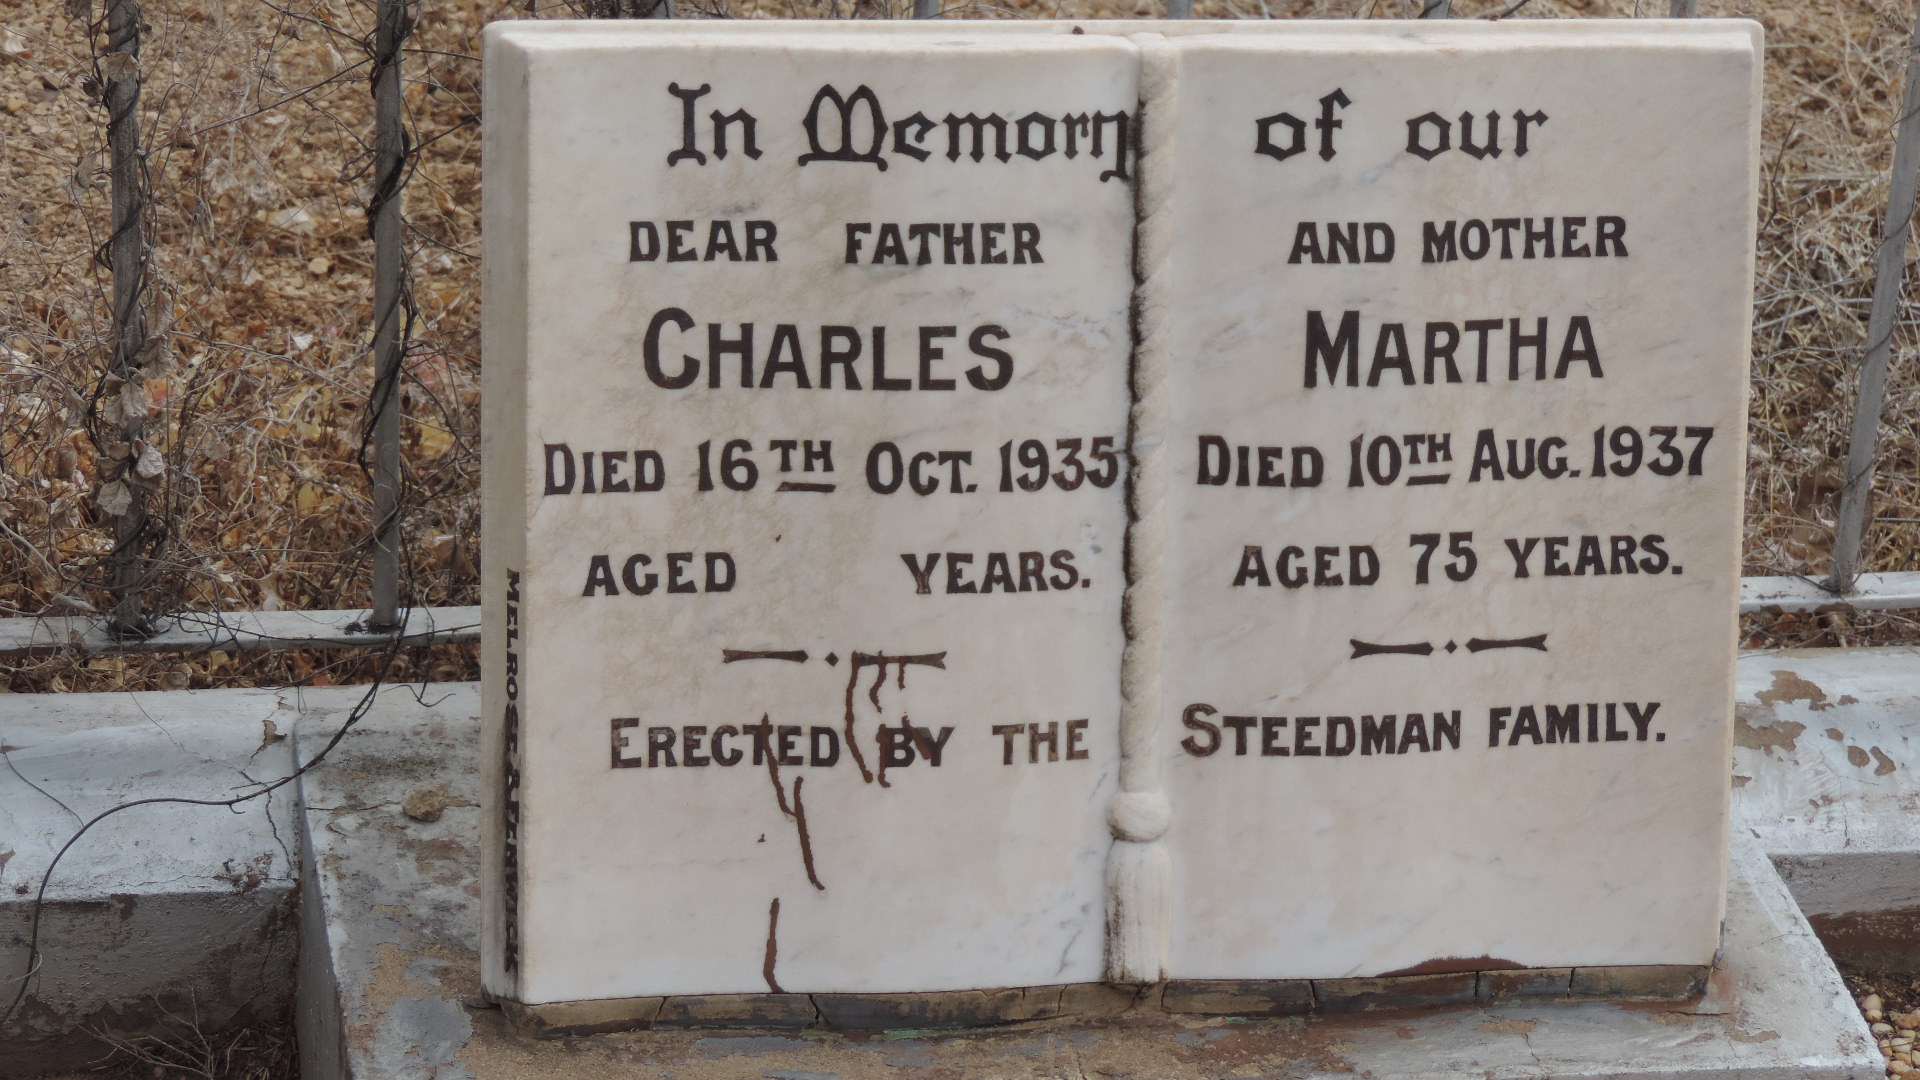 In Memory of our
DEAR FATHER
CHARLES
DIED 16TH OCT. 1935
AGED YEARS.
ERECTED BY THE
AND MOTHER
MARTHA
DIED 10TH AUG. 1937
AGED 75 YEARS.
STEEDMAN FAMILY.
MELROSE & FENWICK